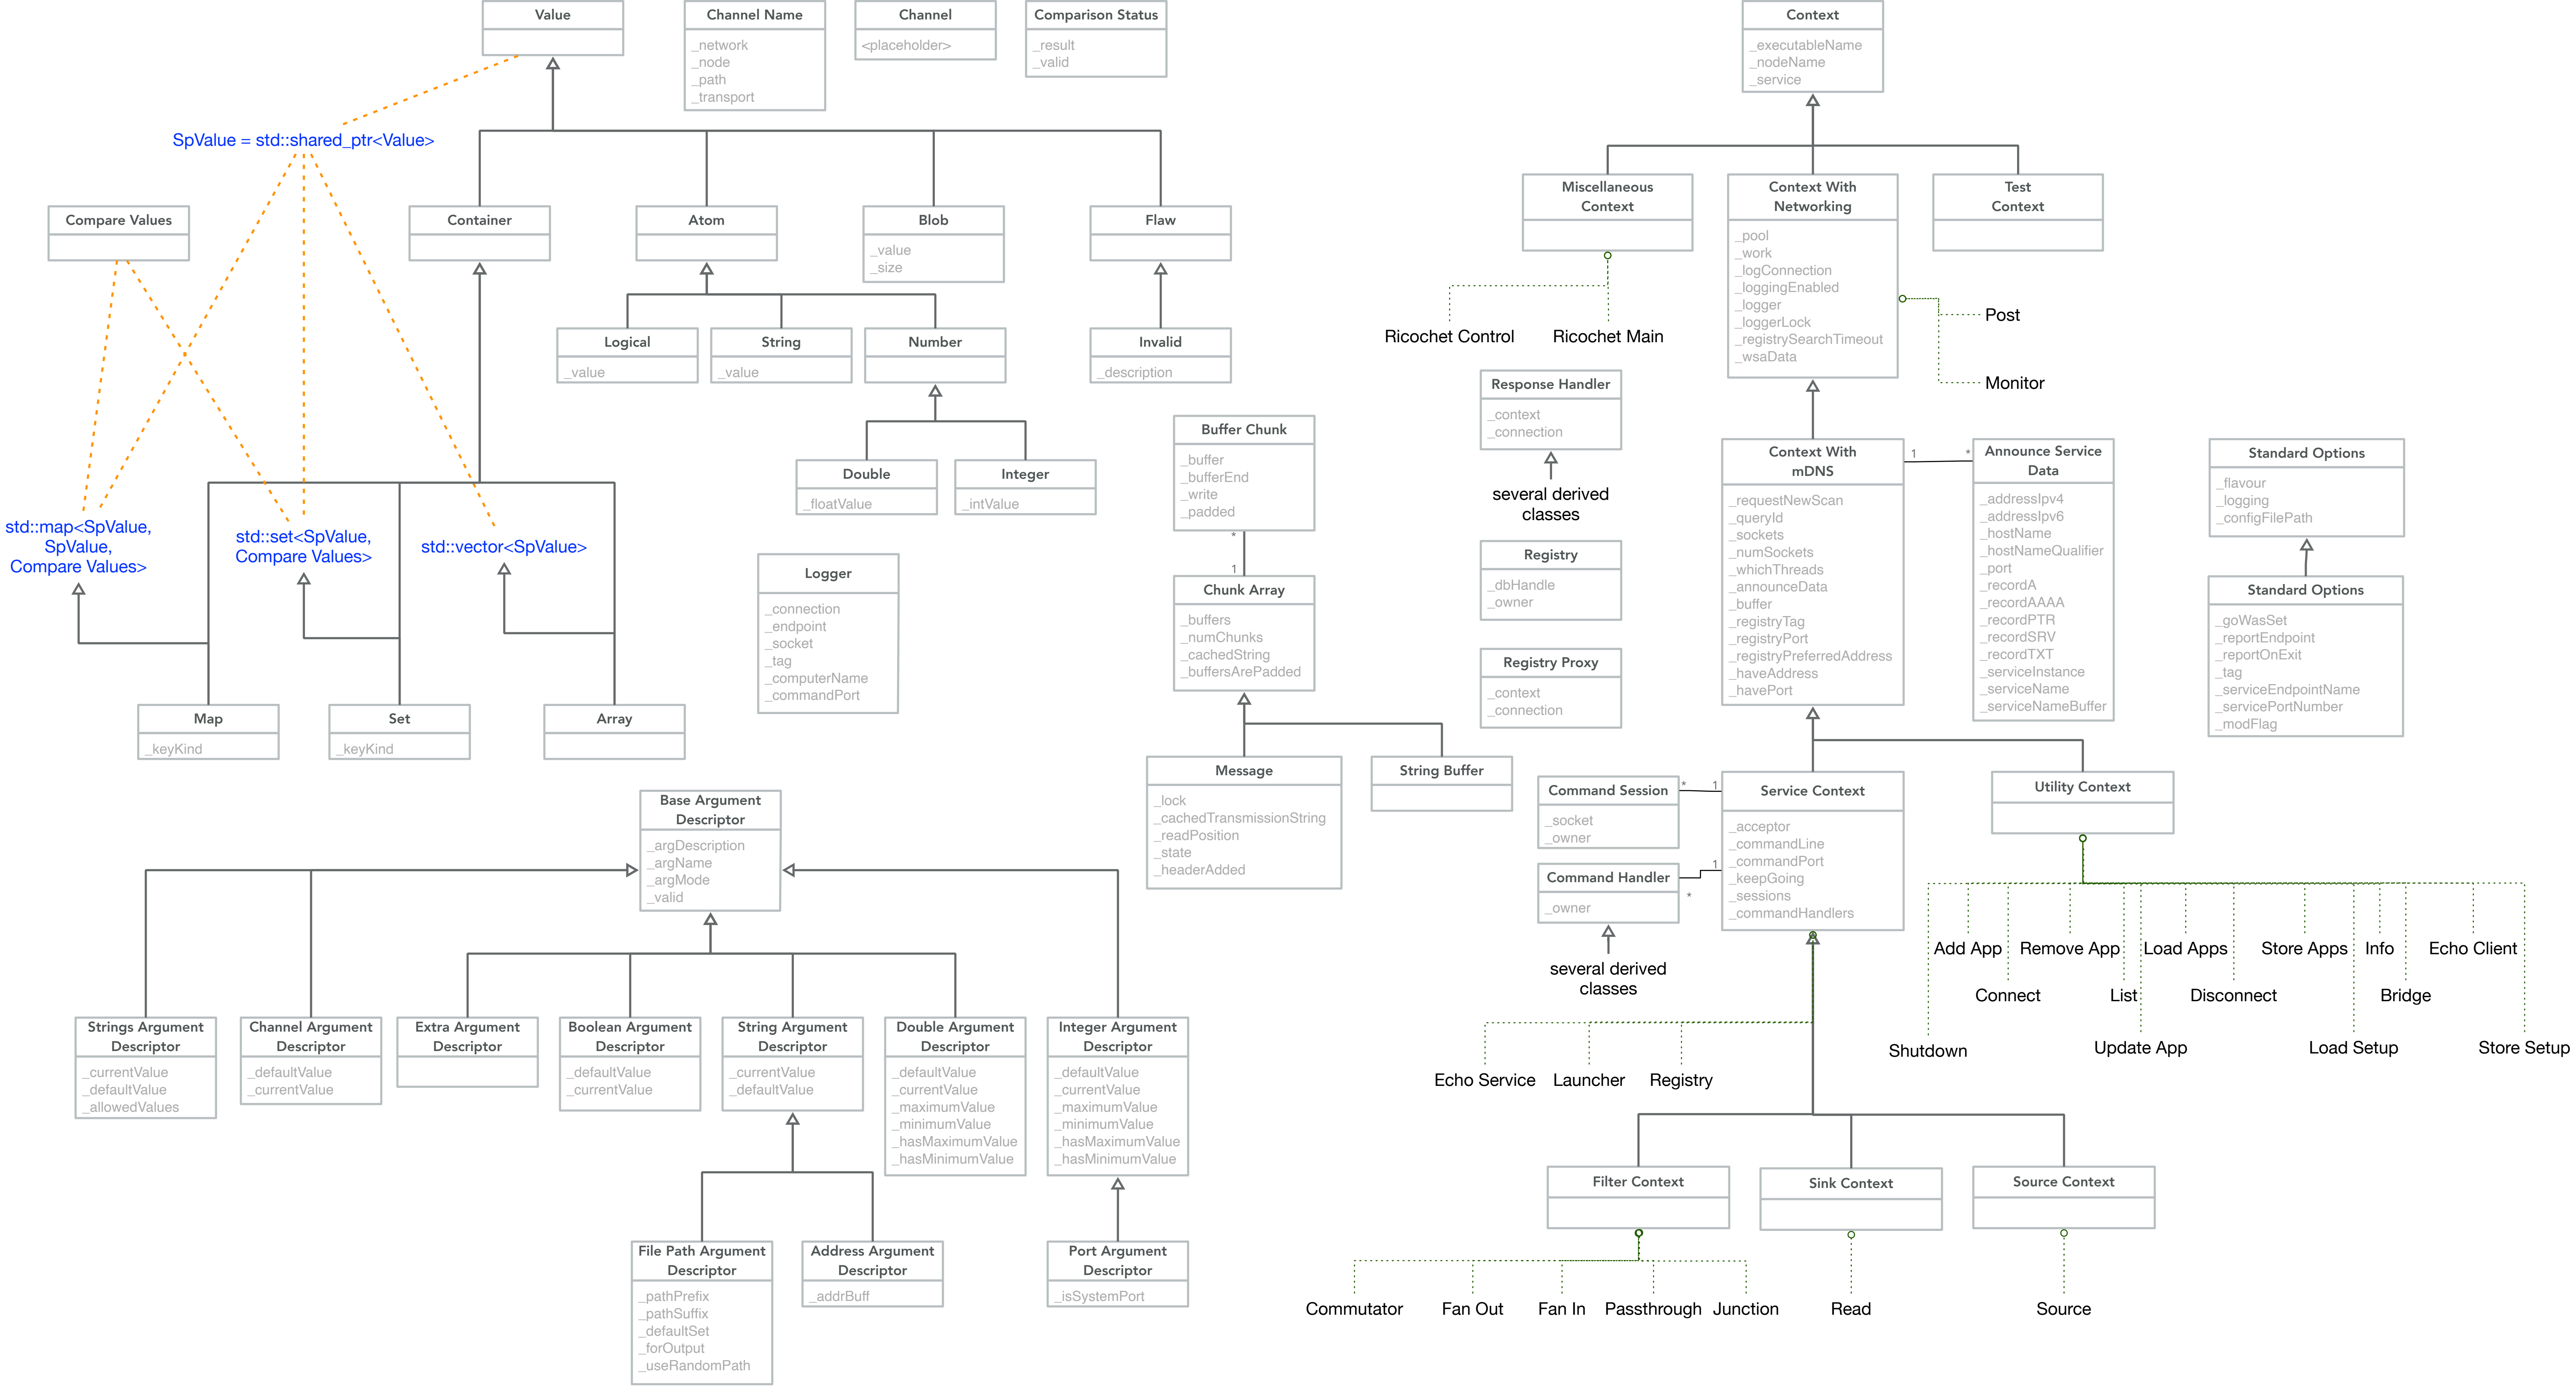 Value
Channel Name
_network
_node
_path
_transport
Channel
<placeholder>
Comparison Status
_result
_valid
SpValue = std::shared_ptr<Value>
Compare Values
Container
Atom
Blob
_value
_size
Flaw
Logical
_value
String
_value
Number
Invalid
_description
Double
_floatValue
Integer
_intValue
std::map<SpValue,
SpValue,
Compare Values>
std::set<SpValue,
Compare Values>
std::vector<SpValue>
Map
_keyKind
Set
_keyKind
Array
Logger
_connection
_endpoint
_socket
_tag
_computerName
_commandPort
Buffer Chunk
_buffer
_bufferEnd
_write
_padded
*
1
Chunk Array
_buffers
_numChunks
_cachedString
_buffersArePadded
Message
_lock
_cachedTransmissionString
_readPosition
_state
_headerAdded
String Buffer
Base Argument
Descriptor
_argDescription
_argName
_argMode
_valid
Strings Argument
Descriptor
_currentValue
_defaultValue
_allowedValues
Channel Argument
Descriptor
_defaultValue
_currentValue
Extra Argument
Descriptor
Boolean Argument
Descriptor
_defaultValue
_currentValue
String Argument
Descriptor
_currentValue
_defaultValue
Double Argument
Descriptor
_defaultValue
_currentValue
_maximumValue
_minimumValue
_hasMaximumValue
_hasMinimumValue
Integer Argument
Descriptor
_defaultValue
_currentValue
_maximumValue
_minimumValue
_hasMaximumValue
_hasMinimumValue
File Path Argument
Descriptor
_pathPrefix
_pathSuffix
_defaultSet
_forOutput
_useRandomPath
Address Argument
Descriptor
_addrBuff
Port Argument
Descriptor
_isSystemPort
Context
_executableName
_nodeName
_service
Miscellaneous
Context
Context With
Networking
_pool
_work
_logConnection
_loggingEnabled
_logger
_loggerLock
_registrySearchTimeout
_wsaData
Test
Context
Ricochet Control
Ricochet Main
Post
Monitor
Response Handler
_context
_connection
several derived
classes
Registry
_dbHandle
_owner
Registry Proxy
_context
_connection
Context With
mDNS
_requestNewScan
_queryId
_sockets
_numSockets
_whichThreads
_announceData
_buffer
_registryTag
_registryPort
_registryPreferredAddress
_haveAddress
_havePort
1
*
Announce Service
Data
_addressIpv4
_addressIpv6
_hostName
_hostNameQualifier
_port
_recordA
_recordAAAA
_recordPTR
_recordSRV
_recordTXT
_serviceInstance
_serviceName
_serviceNameBuffer
Standard Options
_flavour
_logging
_configFilePath
Standard Options
_goWasSet
_reportEndpoint
_reportOnExit
_tag
_serviceEndpointName
_servicePortNumber
_modFlag
Command Session
_socket
_owner
*
1
Command Handler
_owner
1
*
several derived
classes
Service Context
_acceptor
_commandLine
_commandPort
_keepGoing
_sessions
_commandHandlers
Utility Context
Add App
Remove App
Load Apps
Store Apps
Info
Echo Client
Connect
List
Disconnect
Bridge
Shutdown
Update App
Load Setup
Store Setup
Echo Service
Launcher
Registry
Filter Context
Sink Context
Source Context
Commutator
Fan Out
Fan In
Passthrough
Junction
Read
Source